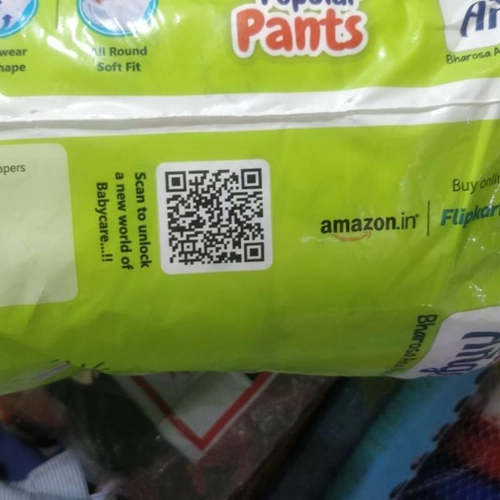 wear
hape
All Round
Soft Fit
Popular
Pants
Bharosa
apers
Scan to unlock
a new world of
Babycare...!!
Buy onli
amazon.in
Flipkar
Bharosa